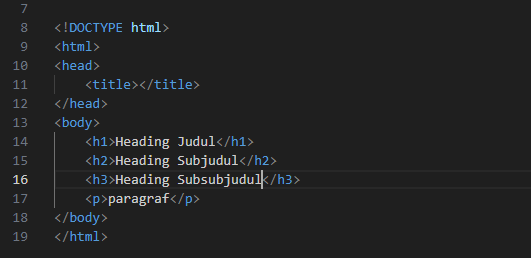 7
8 <!DOCTYPE html>
9 <html>
10 <head>
11 <title></title>
12 </head>
13 <body>
14 <h1>Heading Judul</h1>
15 <h2>Heading Subjudul</h2>
16 <h3>Heading Subsubjudul</h3>
17 <p>paragraf</p>
18 </body>
19 </html>